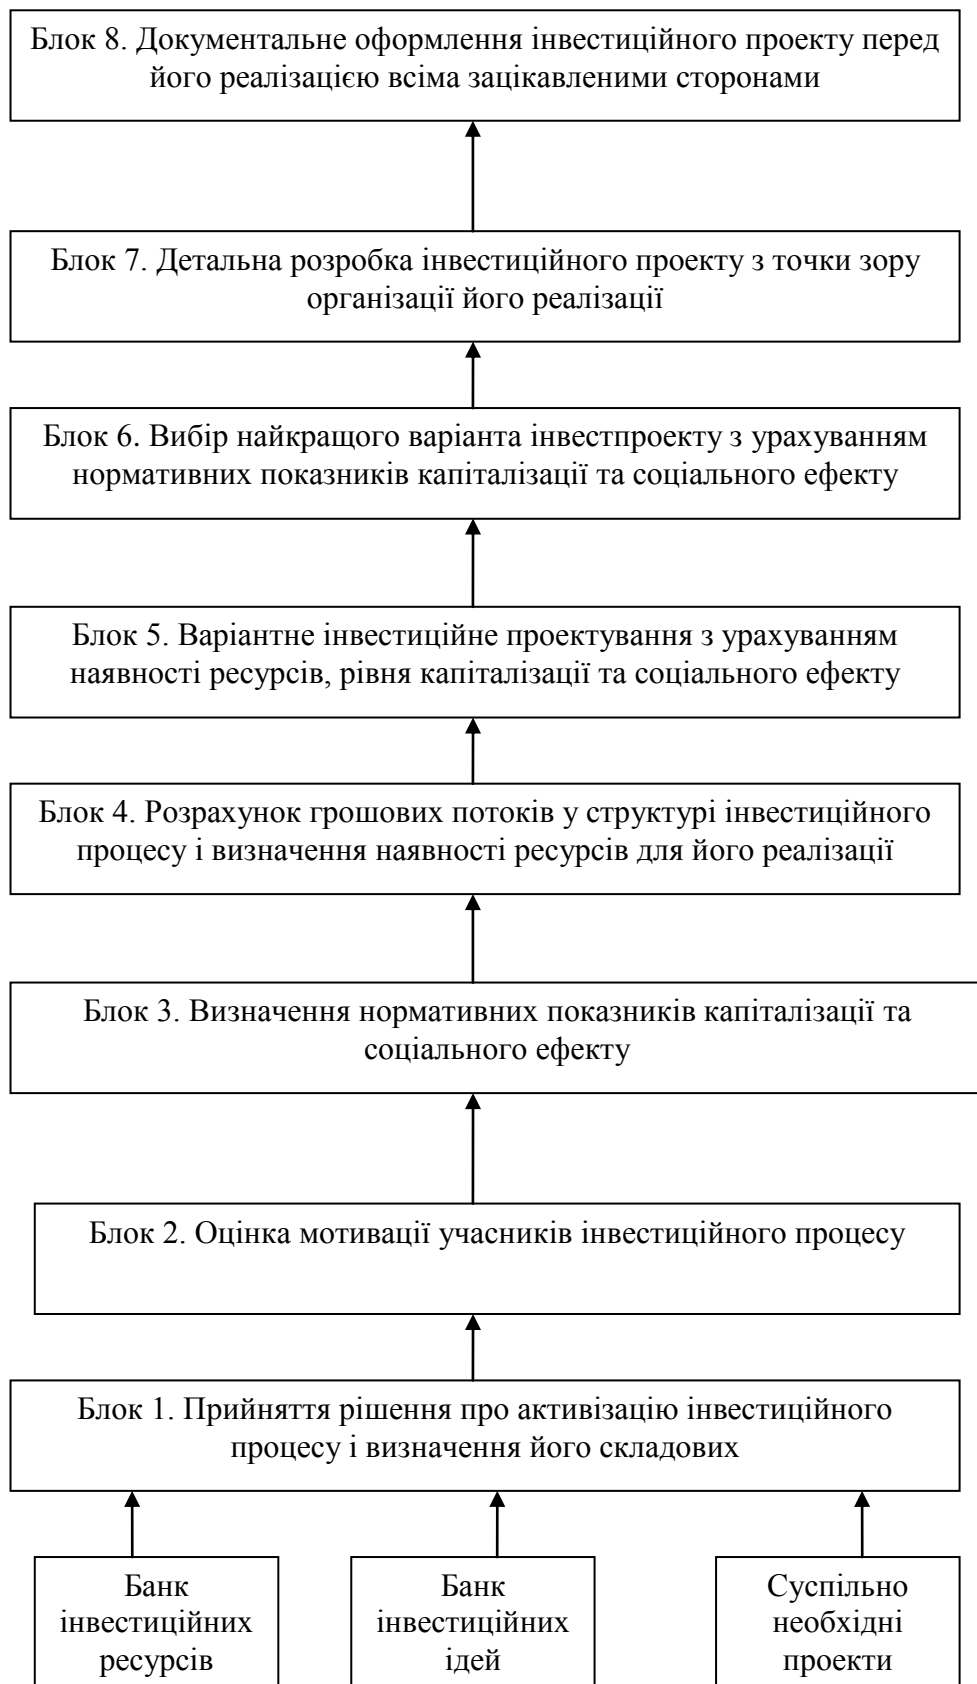 Блок 8. Документальне оформлення інвестиційного проекту перед
його реалізацією всіма зацікавленими сторонами
Блок 7. Детальна розробка інвестиційного проекту з точки зору
організації його реалізації
Блок 6. Вибір найкращого варіанта інвестпроекту з урахуванням
нормативних показників капіталізації та соціального ефекту
Блок 5. Варіантне інвестиційне проектування з урахуванням
наявності ресурсів, рівня капіталізації та соціального ефекту
Блок 4. Розрахунок грошових потоків у структурі інвестиційного
процесу і визначення наявності ресурсів для його реалізації
Блок 3. Визначення нормативних показників капіталізації та
соціального ефекту
Блок 2. Оцінка мотивації учасників інвестиційного процесу
Блок 1. Прийняття рішення про активізацію інвестиційного
процесу і визначення його складових
Банк
інвестиційних
ресурсів
Банк
інвестиційних
ідей
Суспільно
необхідні
проекти